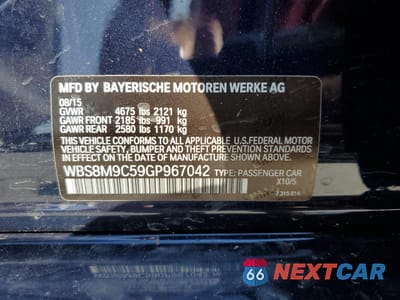 MFD BY BAYERISCHE MOTOREN WERKE AG
08/15
GVWR 4675 lbs 2121 kg
GAWR FRONT 2185 lbs 991 kg
GAWR REAR 2580 lbs 1170 kg
THIS VEHICLE CONFORMS TO ALL APPLICABLE U.S.FEDERAL MOTOR
VEHICLE SAFETY, BUMPER, AND THEFT PREVENTION
STANDARDS IN EFFECT ON THE DATE OF MANUFACTURE SHOWN ABOVE.
WBS8M9C59GP967042 TYPE: PASSENGER CAR
X10/5
7 315 814
66 NEXTCAR